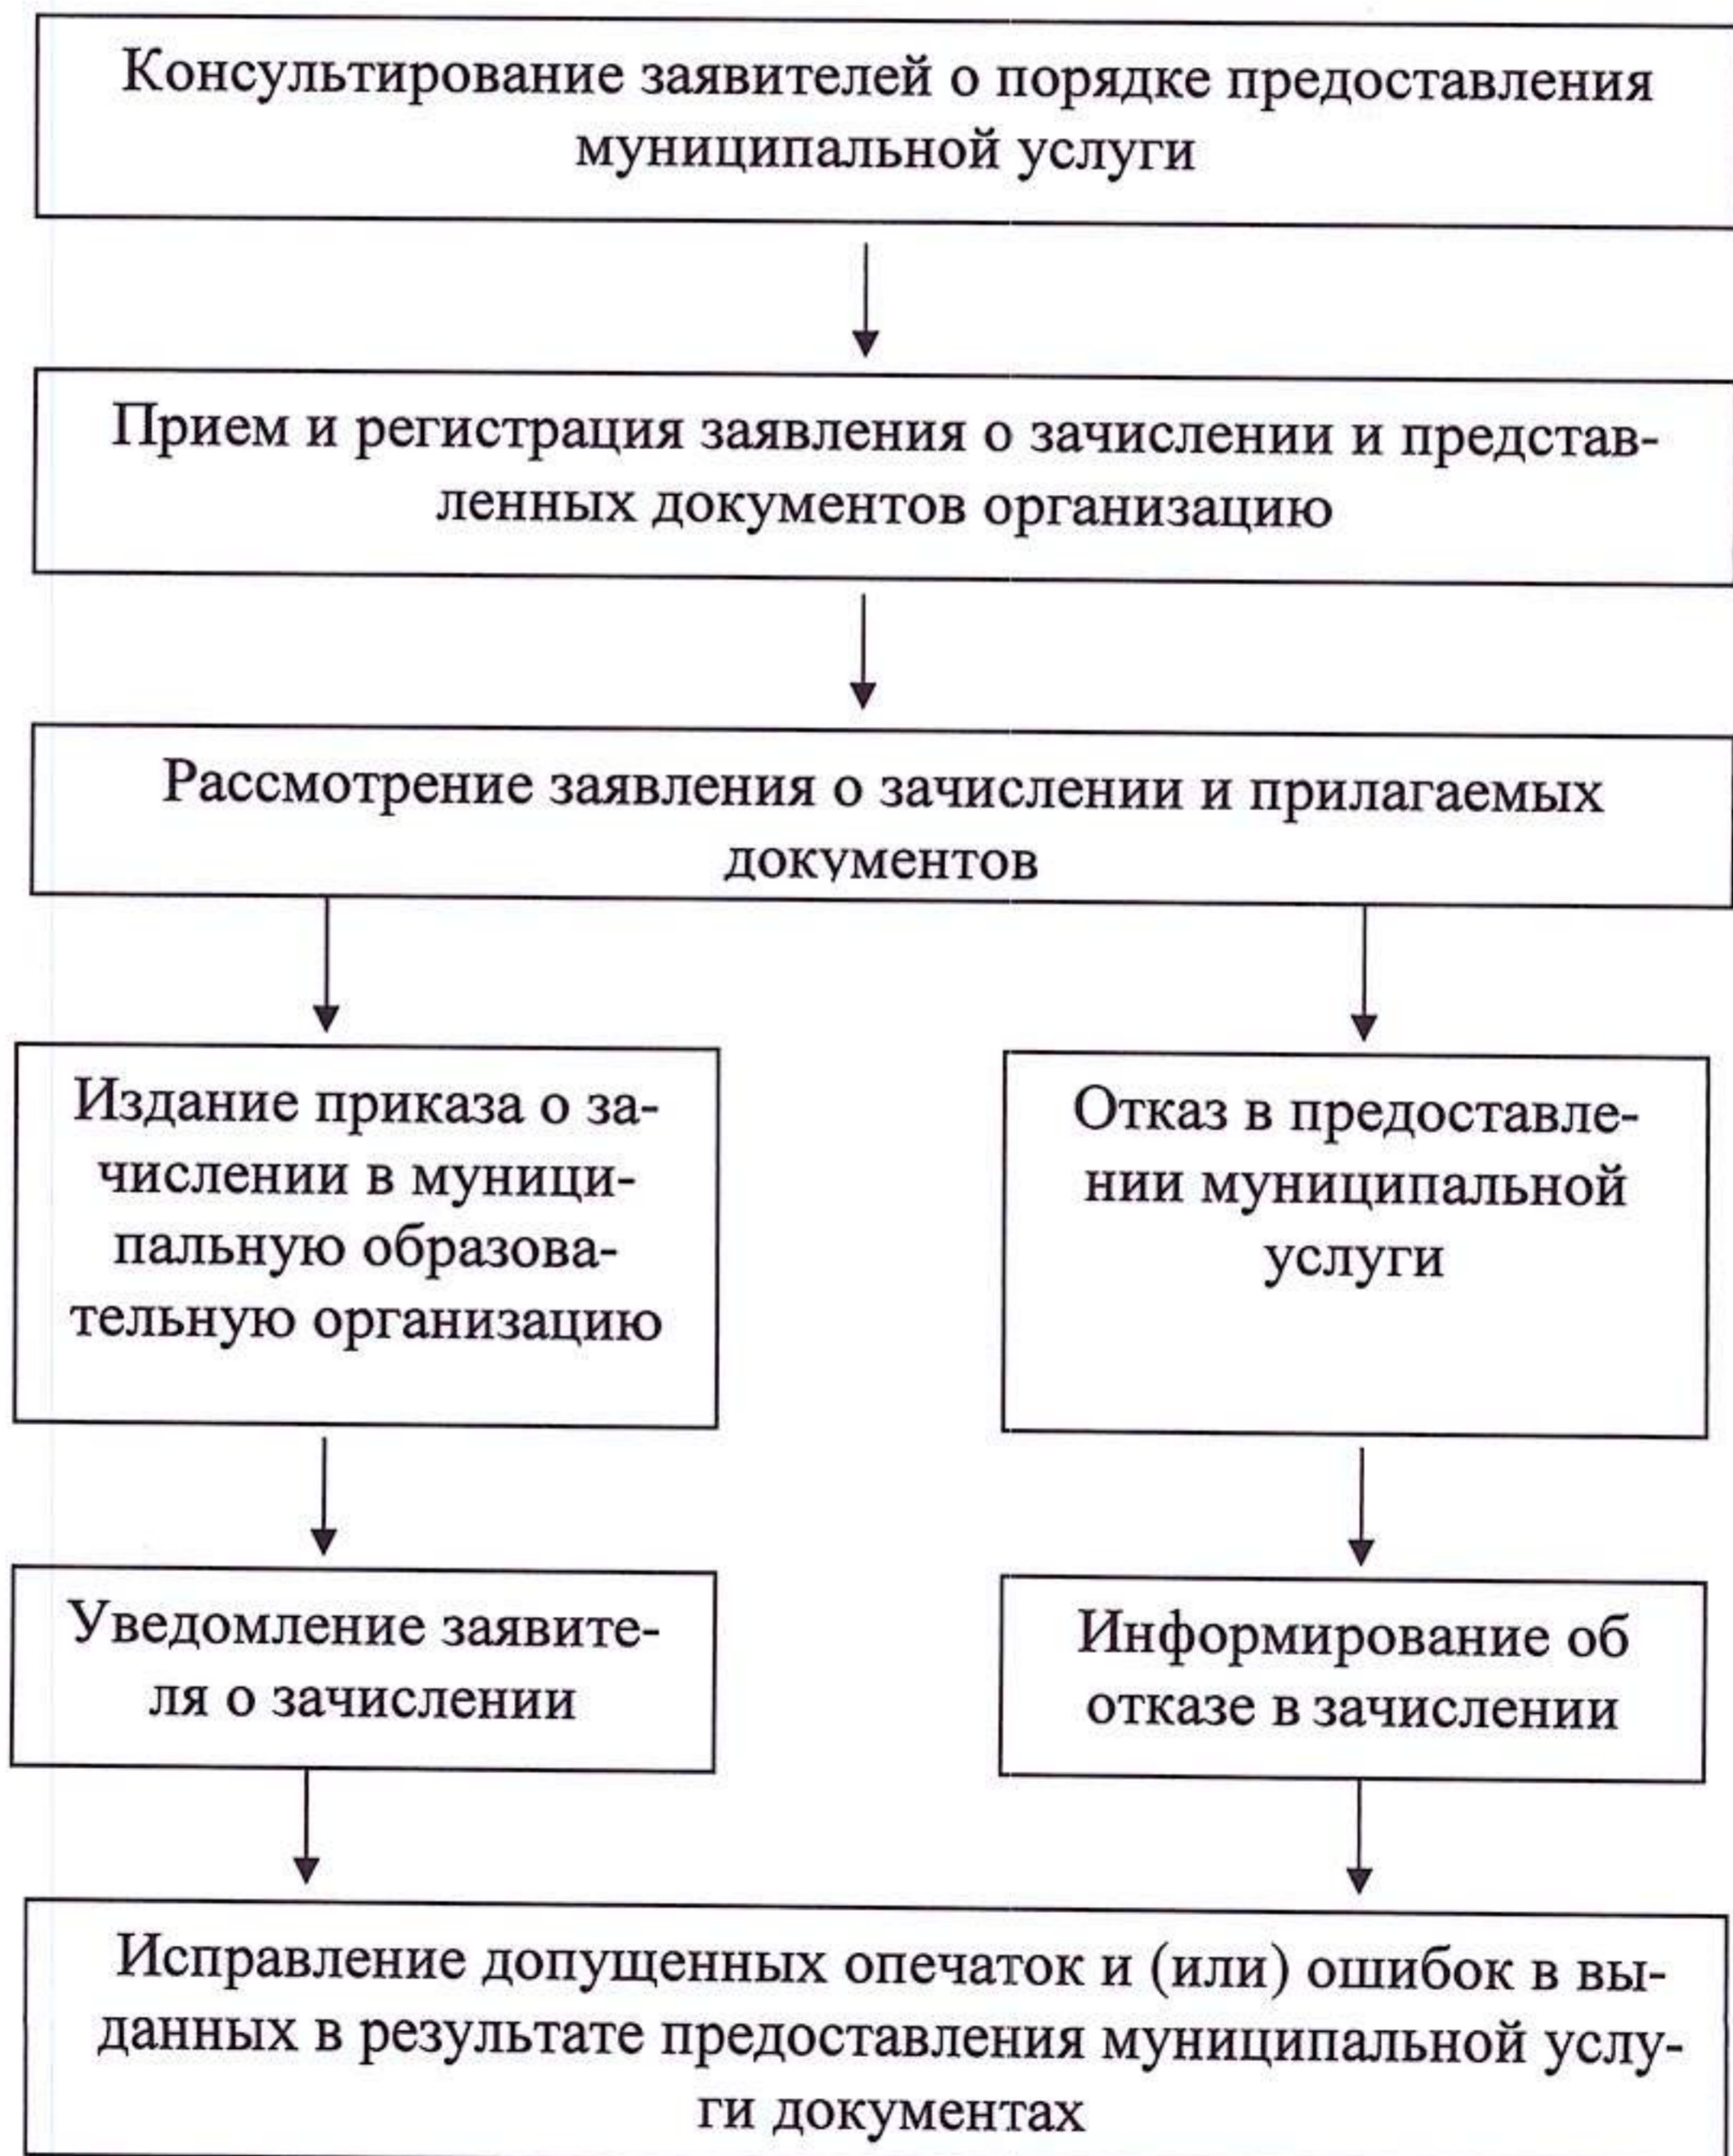 Консультирование заявителей о порядке предоставления
муниципальной услуги
Прием и регистрация заявления о зачислении и представ-
ленных документов организацию
Рассмотрение заявления о зачислении и прилагаемых
документов
Издание приказа о за-
числении в муници-
пальную образова-
тельную организацию
Отказ в предоставле-
нии муниципальной
услуги
Уведомление заявите-
ля о зачислении
Информирование об
отказе в зачислении
Исправление допущенных опечаток и (или) ошибок в вы-
данных в результате предоставления муниципальной услу-
ги документах